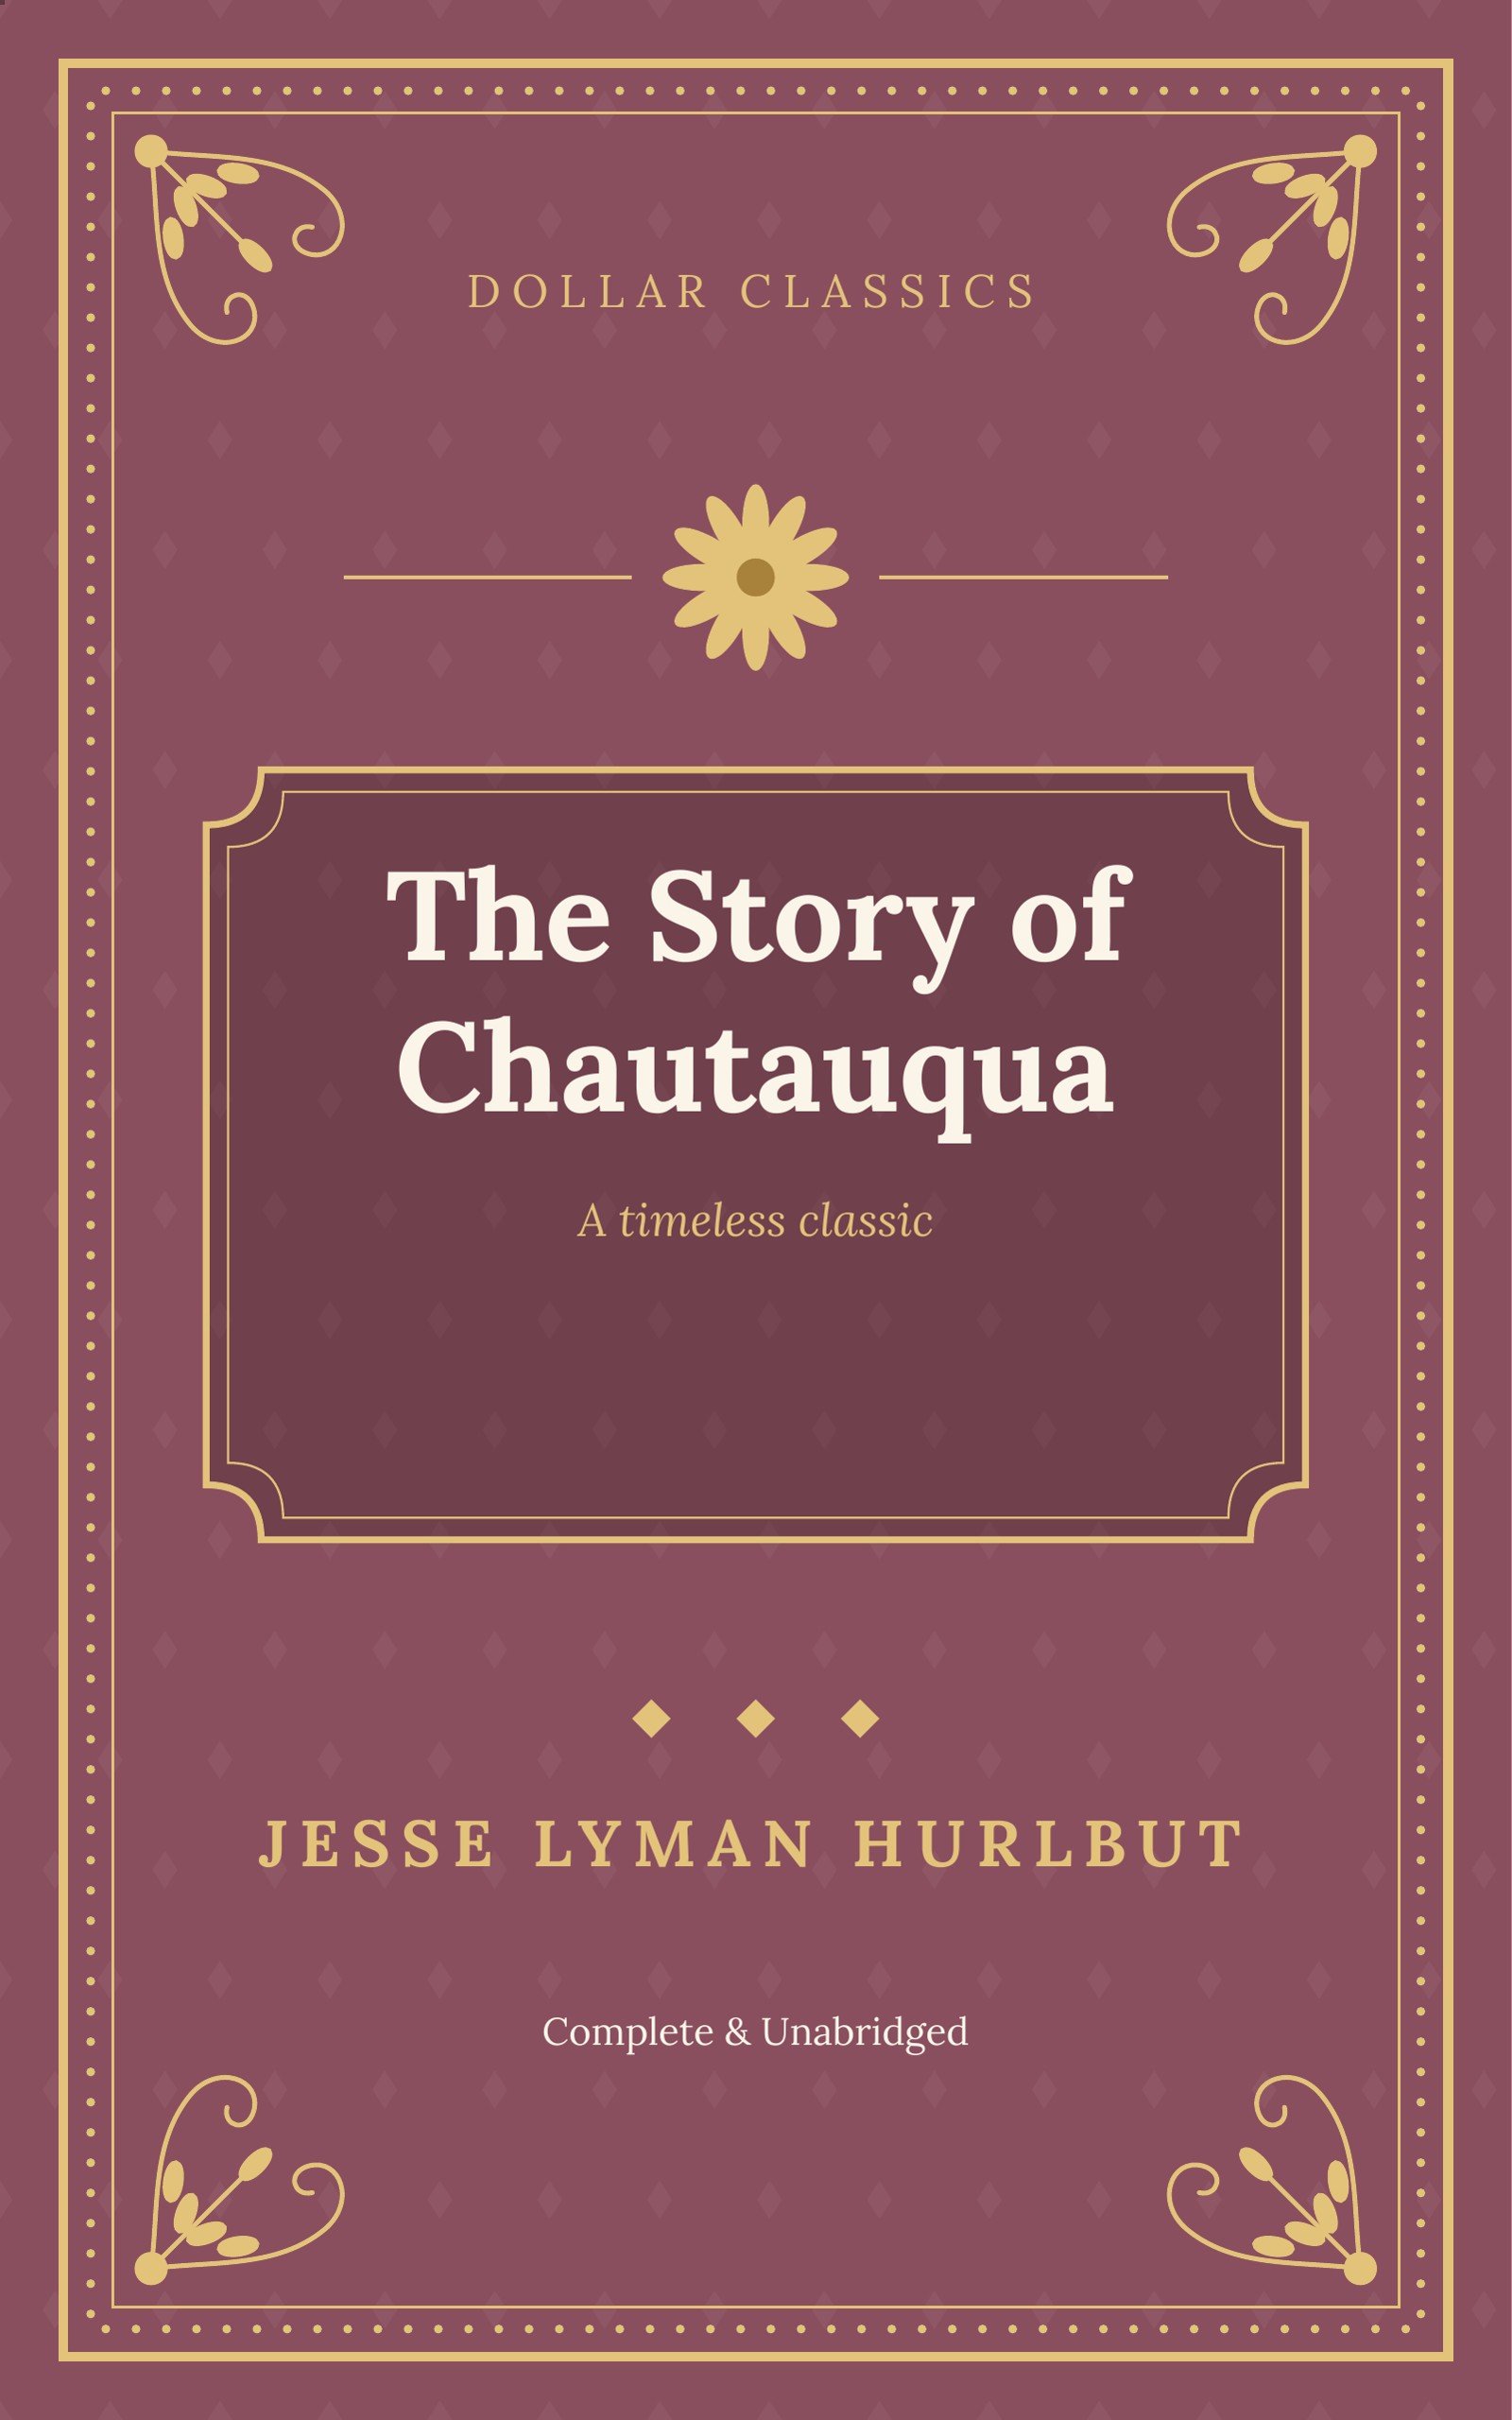 DOLLAR CLASSICS
The Story of
Chautauqua
A timeless classic
JESSE LYMAN HURLBUT
Complete & Unabridged